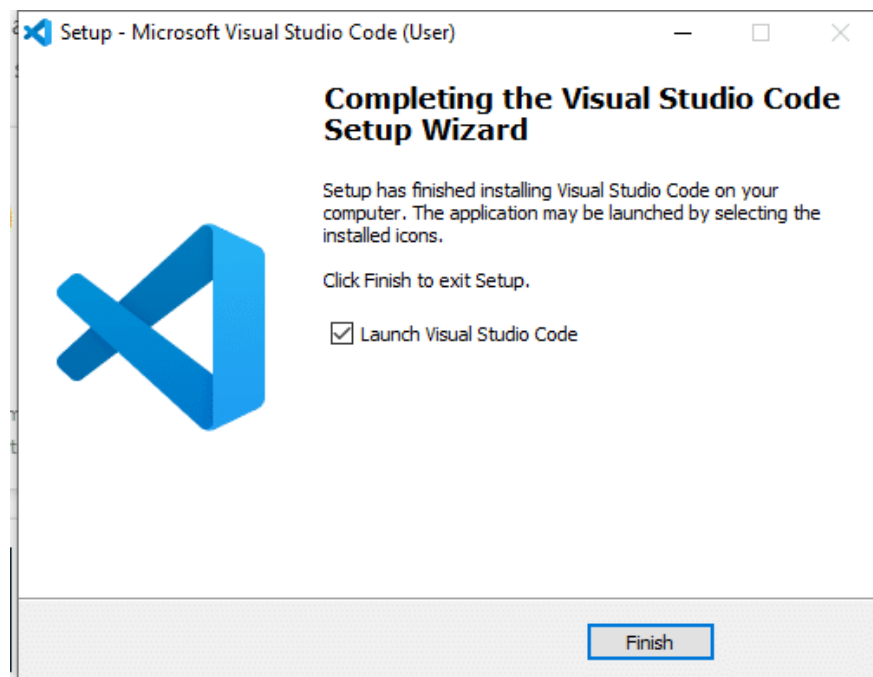 Setup - Microsoft Visual Studio Code (User)
Completing the Visual Studio Code
Setup Wizard
Setup has finished installing Visual Studio Code on your
computer. The application may be launched by selecting the
installed icons.
Click Finish to exit Setup.
Launch Visual Studio Code
Finish